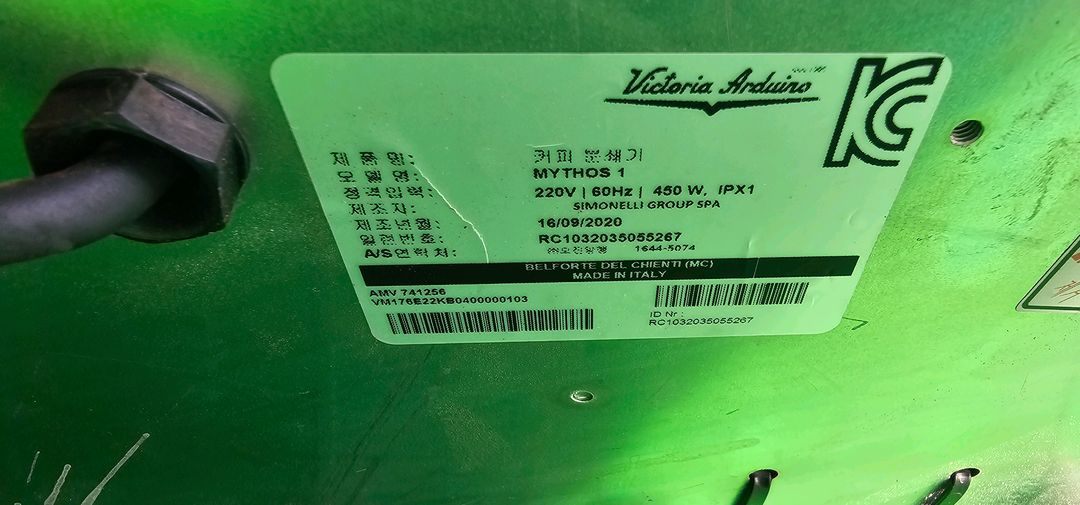 Victoria Arduino
KC
제 품 명: 커피 분쇄기
모 델 명: MYTHOS 1
정격입력: 220V | 60Hz | 450 W, IPX1
제조자: SIMONELLI GROUP SPA
제조년월: 16/09/2020
일련번호: RC1032035055267
A/S연락처: 1644-5074
BELFORTE DEL CHIENTI (MC)
MADE IN ITALY
AMV 741256
VM176E22KB0400000103
ID Nr :
RC1032035055267